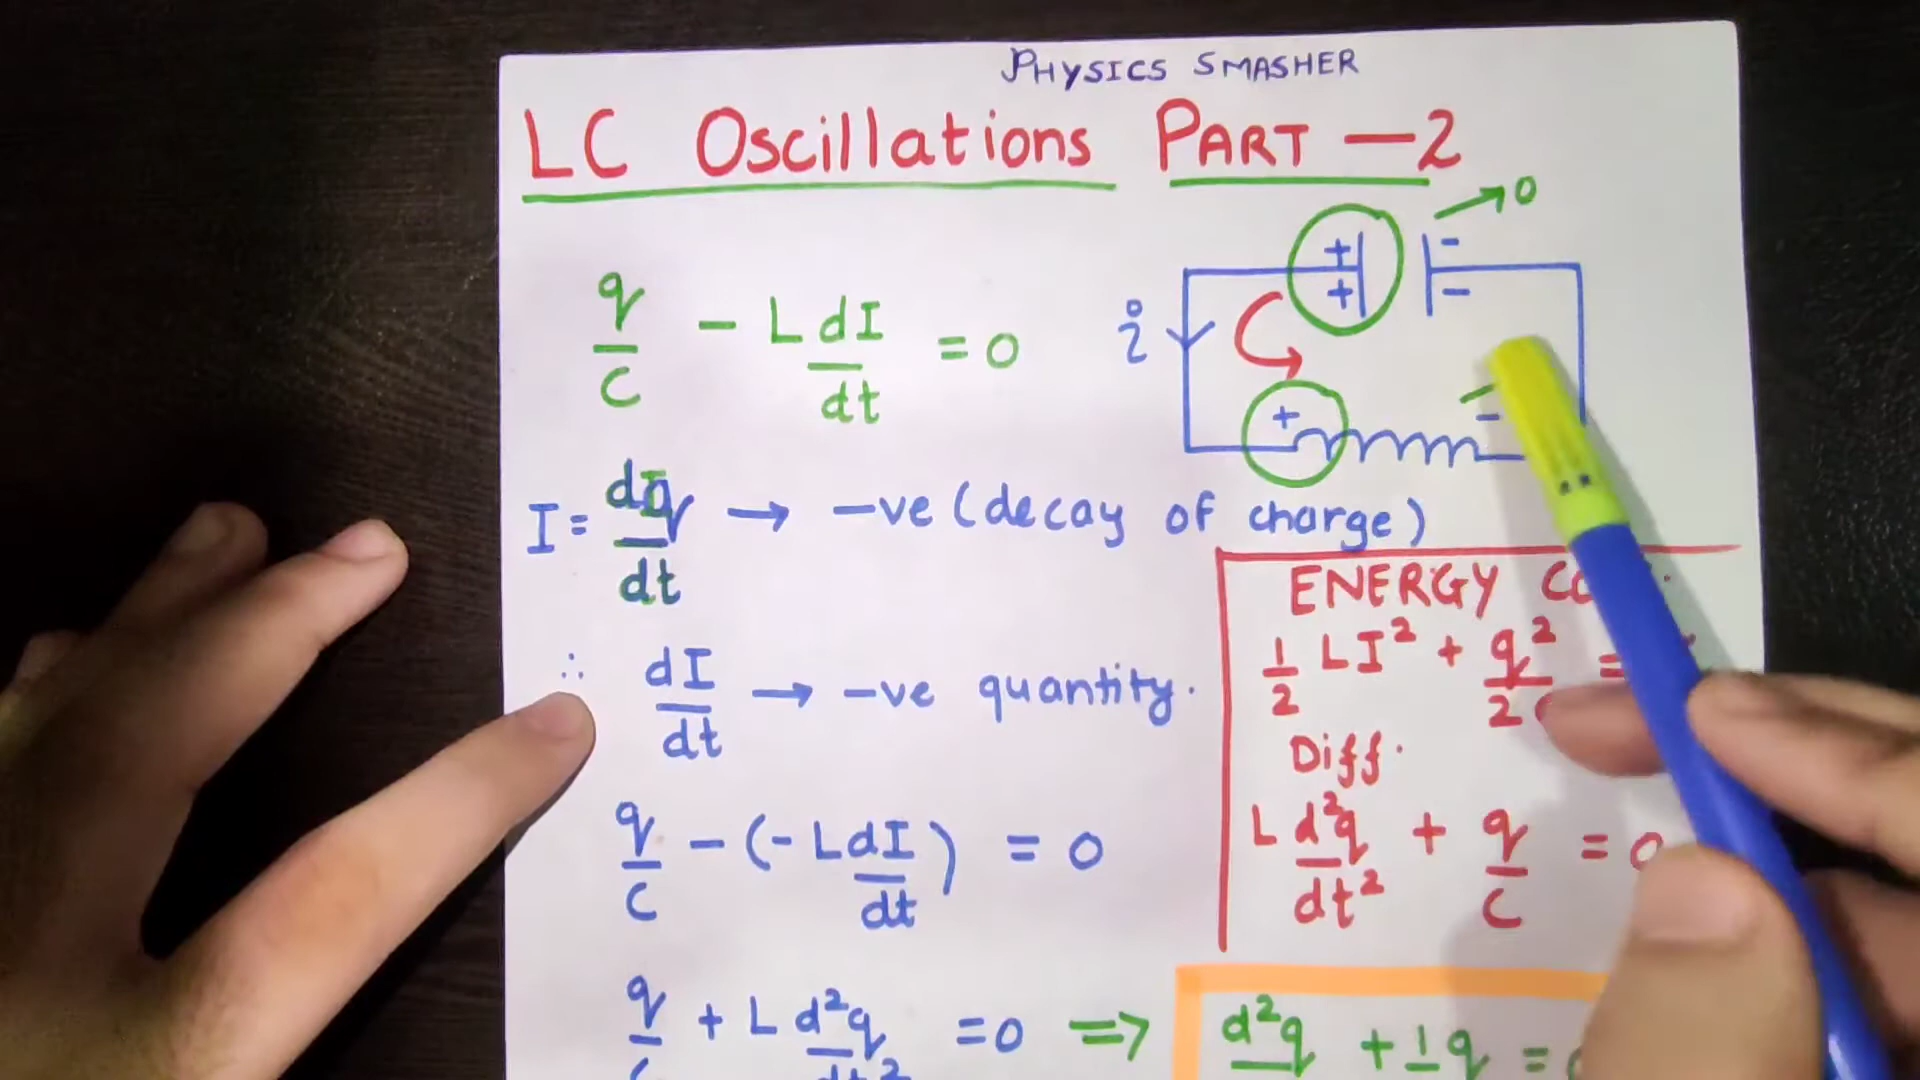 PHYSICS SMASHER
LC Oscillations PART - 2
q/C - L dI/dt = 0
+ + - - → 0
i
+ -
I = dq/dt → -ve (decay of charge)
∴ dI/dt → -ve quantity.
q/C - (- L dI/dt) = 0
q/C + L d²q/dt² = 0 ⇒ d²q + 1 q =
ENERGY
1/2 LI² + q²/2 =
Diff.
L d²q/dt² + q/C = 0